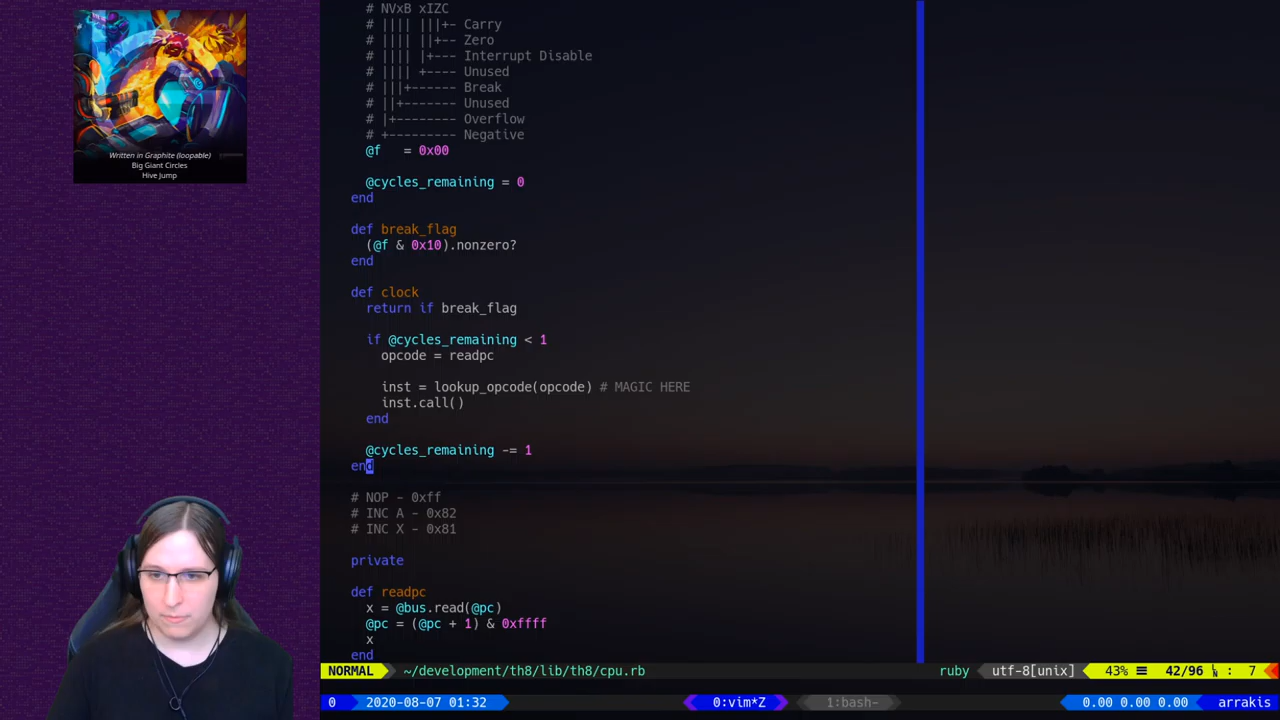 Written in Graphite (loopable)
Big Giant Circles
Hive Jump
# NVxB xIZC
# |||| |||+- Carry
# |||| ||+-- Zero
# |||| |+--- Interrupt Disable
# |||| +---- Unused
# |||+------ Break
# ||+------- Unused
# |+-------- Overflow
# +--------- Negative
@f   = 0x00
@cycles_remaining = 0
end
def break_flag
(@f & 0x10).nonzero?
end
def clock
return if break_flag
if @cycles_remaining < 1
opcode = readpc
inst = lookup_opcode(opcode) # MAGIC HERE
inst.call()
end
@cycles_remaining -= 1
end
# NOP - 0xff
# INC A - 0x82
# INC X - 0x81
private
def readpc
x = @bus.read(@pc)
@pc = (@pc + 1) & 0xffff
x
end
NORMAL ~/development/th8/lib/th8/cpu.rb ruby utf-8[unix] 43% ☰ 42/96 ㏑ : 7
0 2020-08-07 01:32 0:vim*Z 1:bash- 0.00 0.00 0.00 arrakis